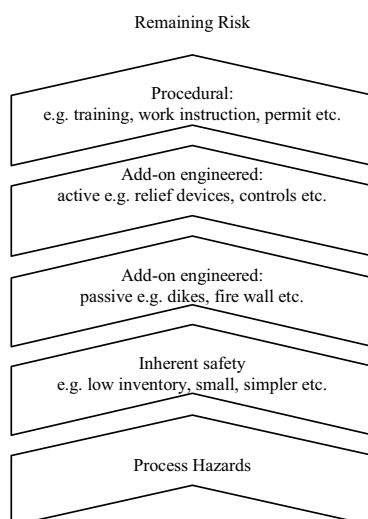 Remaining Risk
Procedural:
e.g. training, work instruction, permit etc.
Add-on engineered:
active e.g. relief devices, controls etc.
Add-on engineered:
passive e.g. dikes, fire wall etc.
Inherent safety
e.g. low inventory, small, simpler etc.
Process Hazards